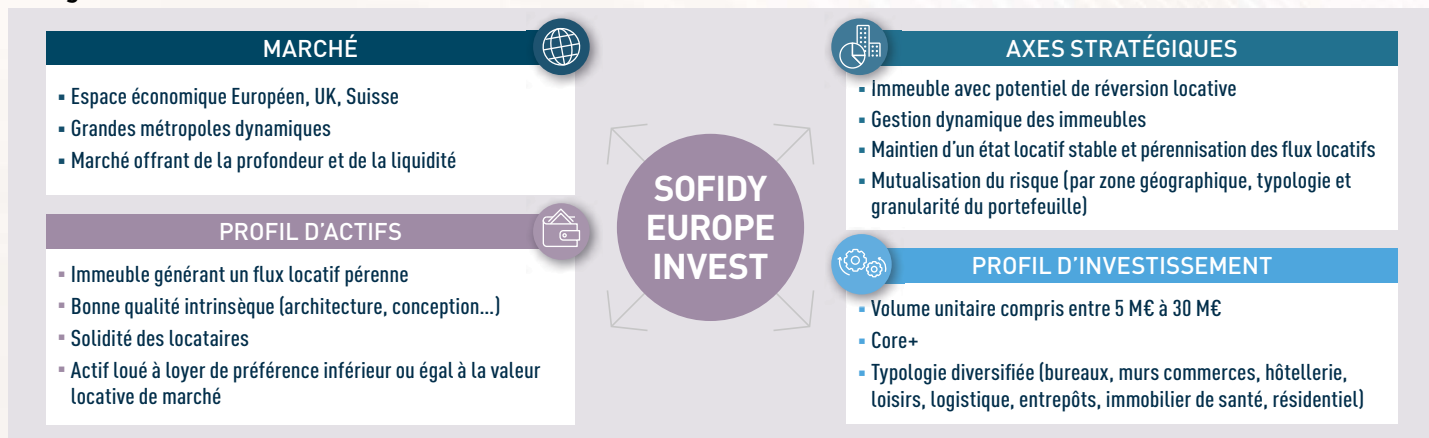 MARCHÉ
▪ Espace économique Européen, UK, Suisse
▪ Grandes métropoles dynamiques
▪ Marché offrant de la profondeur et de la liquidité
PROFIL D’ACTIFS
▪ Immeuble générant un flux locatif pérenne
▪ Bonne qualité intrinsèque (architecture, conception…)
▪ Solidité des locataires
▪ Actif loué à loyer de préférence inférieur ou égal à la valeur
locative de marché
SOFIDY
EUROPE
INVEST
AXES STRATÉGIQUES
▪ Immeuble avec potentiel de réversion locative
▪ Gestion dynamique des immeubles
▪ Maintien d’un état locatif stable et pérennisation des flux locatifs
▪ Mutualisation du risque (par zone géographique, typologie et
granularité du portefeuille)
PROFIL D’INVESTISSEMENT
▪ Volume unitaire compris entre 5 M€ à 30 M€
▪ Core+
▪ Typologie diversifiée (bureaux, murs commerces, hôtellerie,
loisirs, logistique, entrepôts, immobilier de santé, résidentiel)